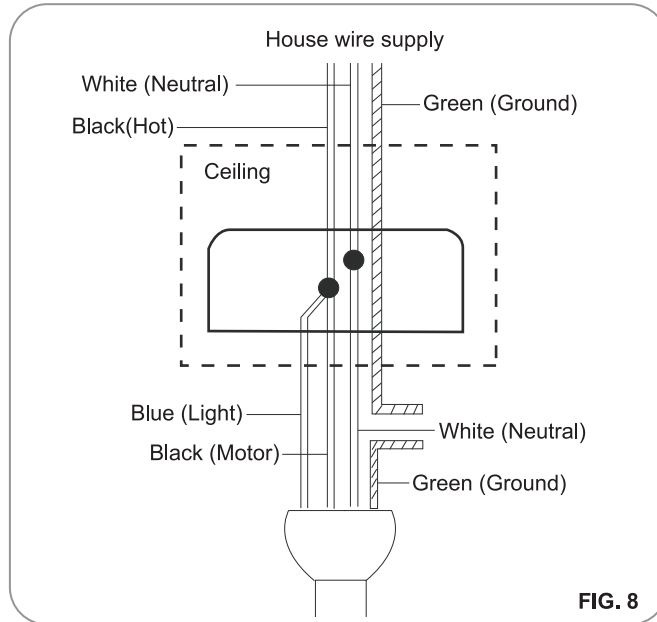 House wire supply
White (Neutral)
Green (Ground)
Black(Hot)
Ceiling
Blue (Light)
White (Neutral)
Black (Motor)
Green (Ground)
FIG. 8